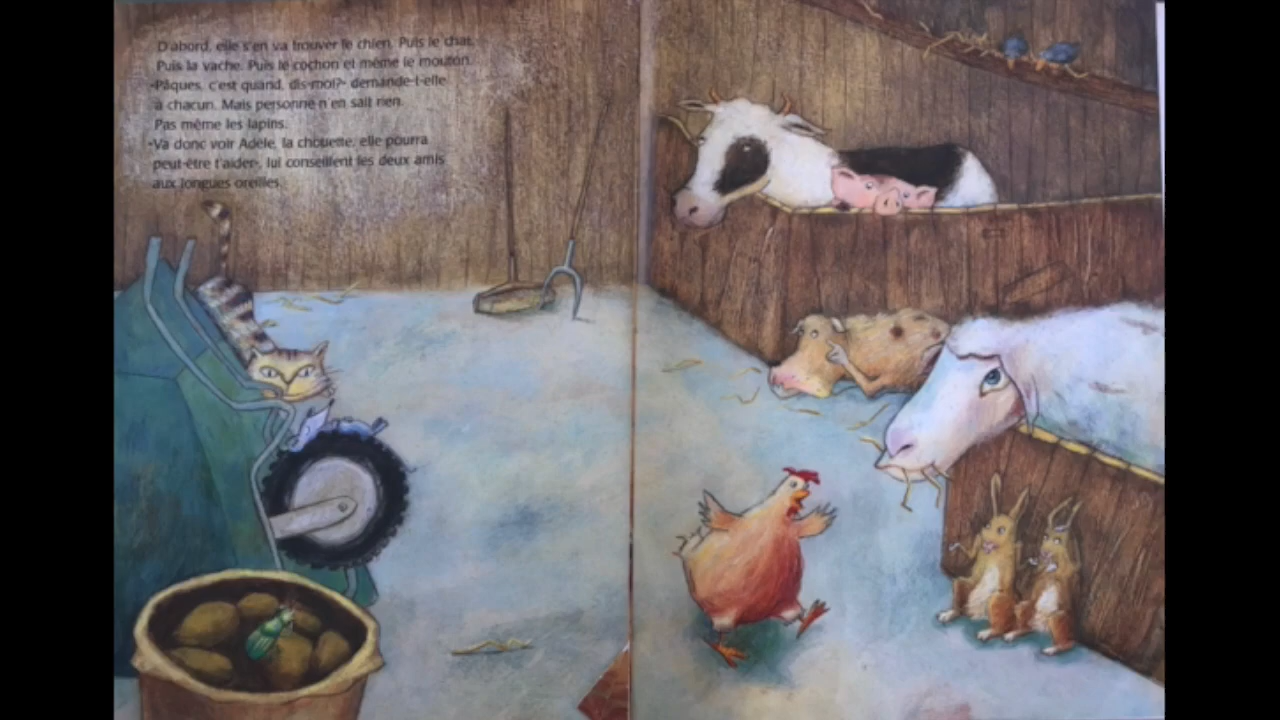 D'abord, elle s'en va trouver le chien. Puis le chat.
Puis la vache. Puis le cochon et même le mouton.
«Pâques, c'est quand, dis-moi?» demande-t-elle
à chacun. Mais personne n'en sait rien.
Pas même les lapins.
«Va donc voir Adèle, la chouette, elle pourra
peut-être t'aider», lui conseillent les deux amis
aux longues oreilles.